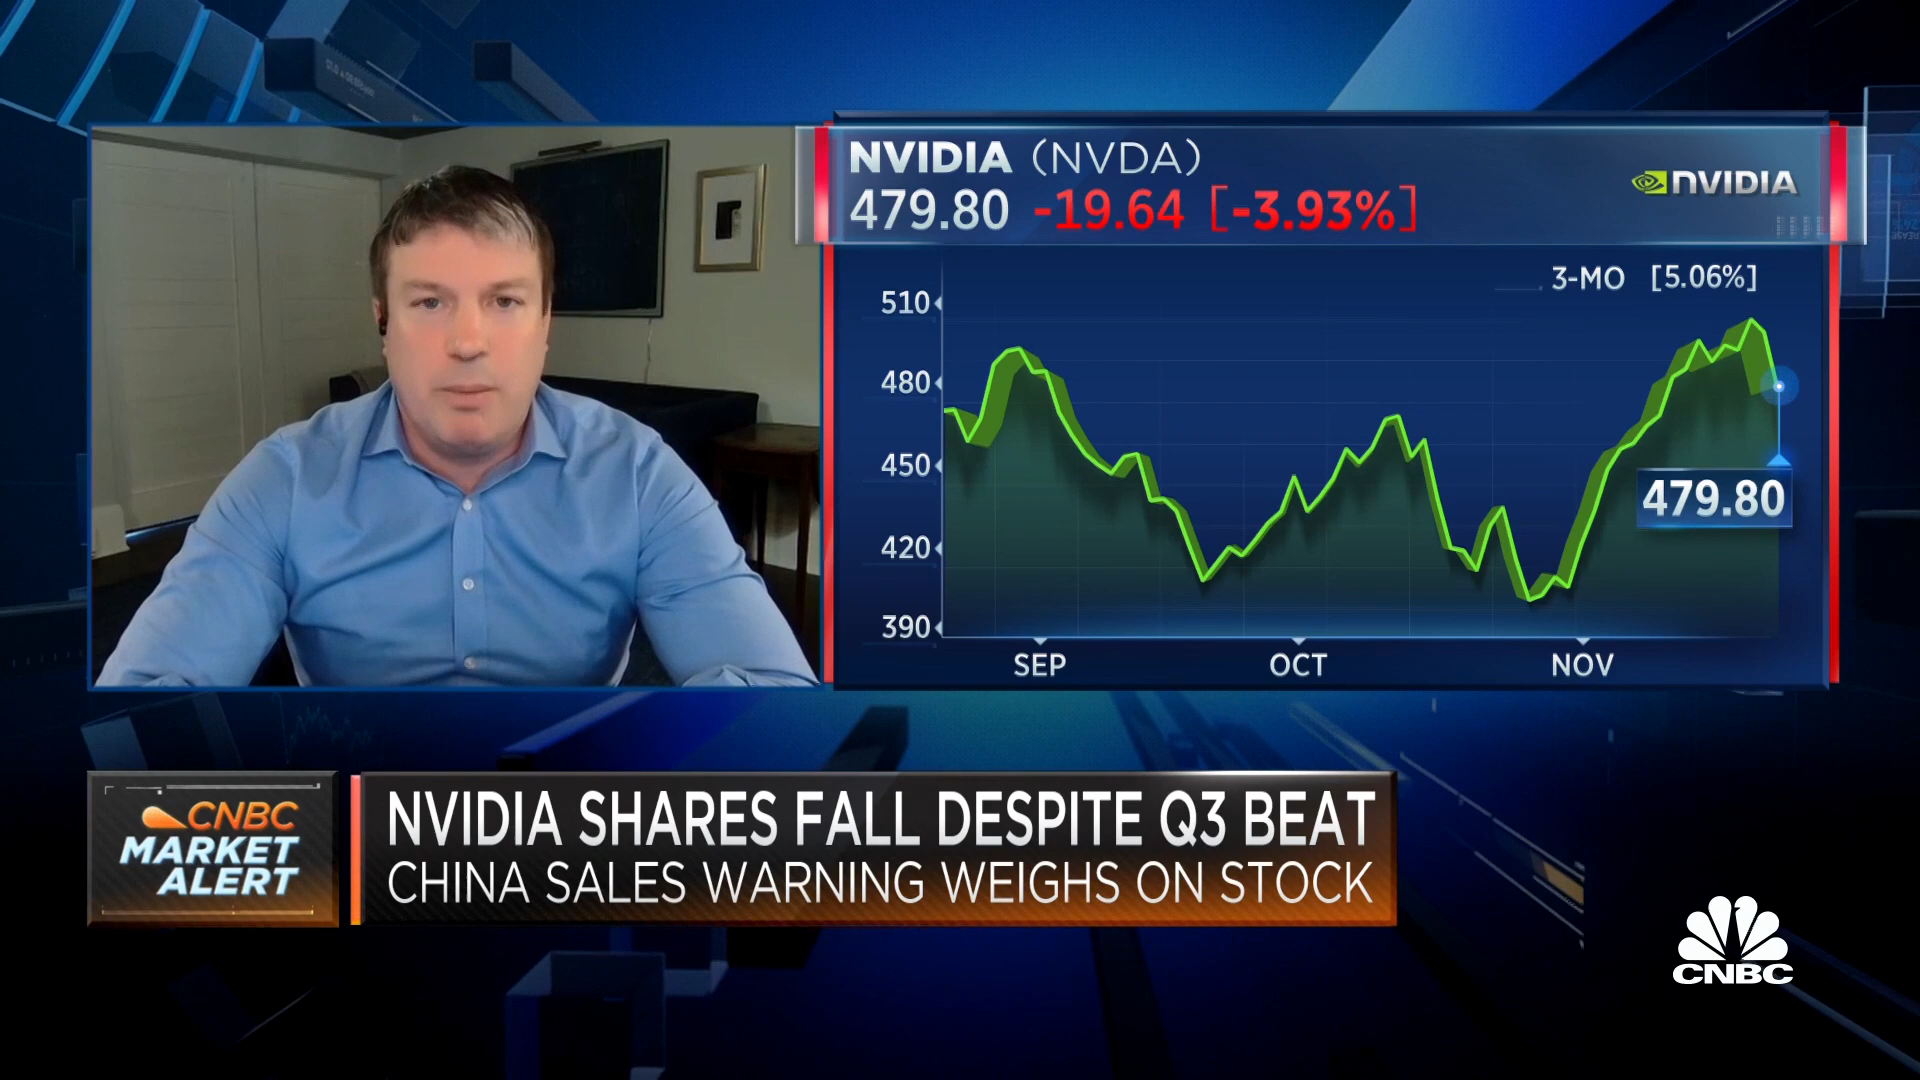 NVIDIA (NVDA)
479.80 -19.64 [-3.93%]
NVIDIA
3-MO [5.06%]
510
480
450
420
390
479.80
SEP OCT NOV
CNBC
MARKET
ALERT
NVIDIA SHARES FALL DESPITE Q3 BEAT
CHINA SALES WARNING WEIGHS ON STOCK
CNBC